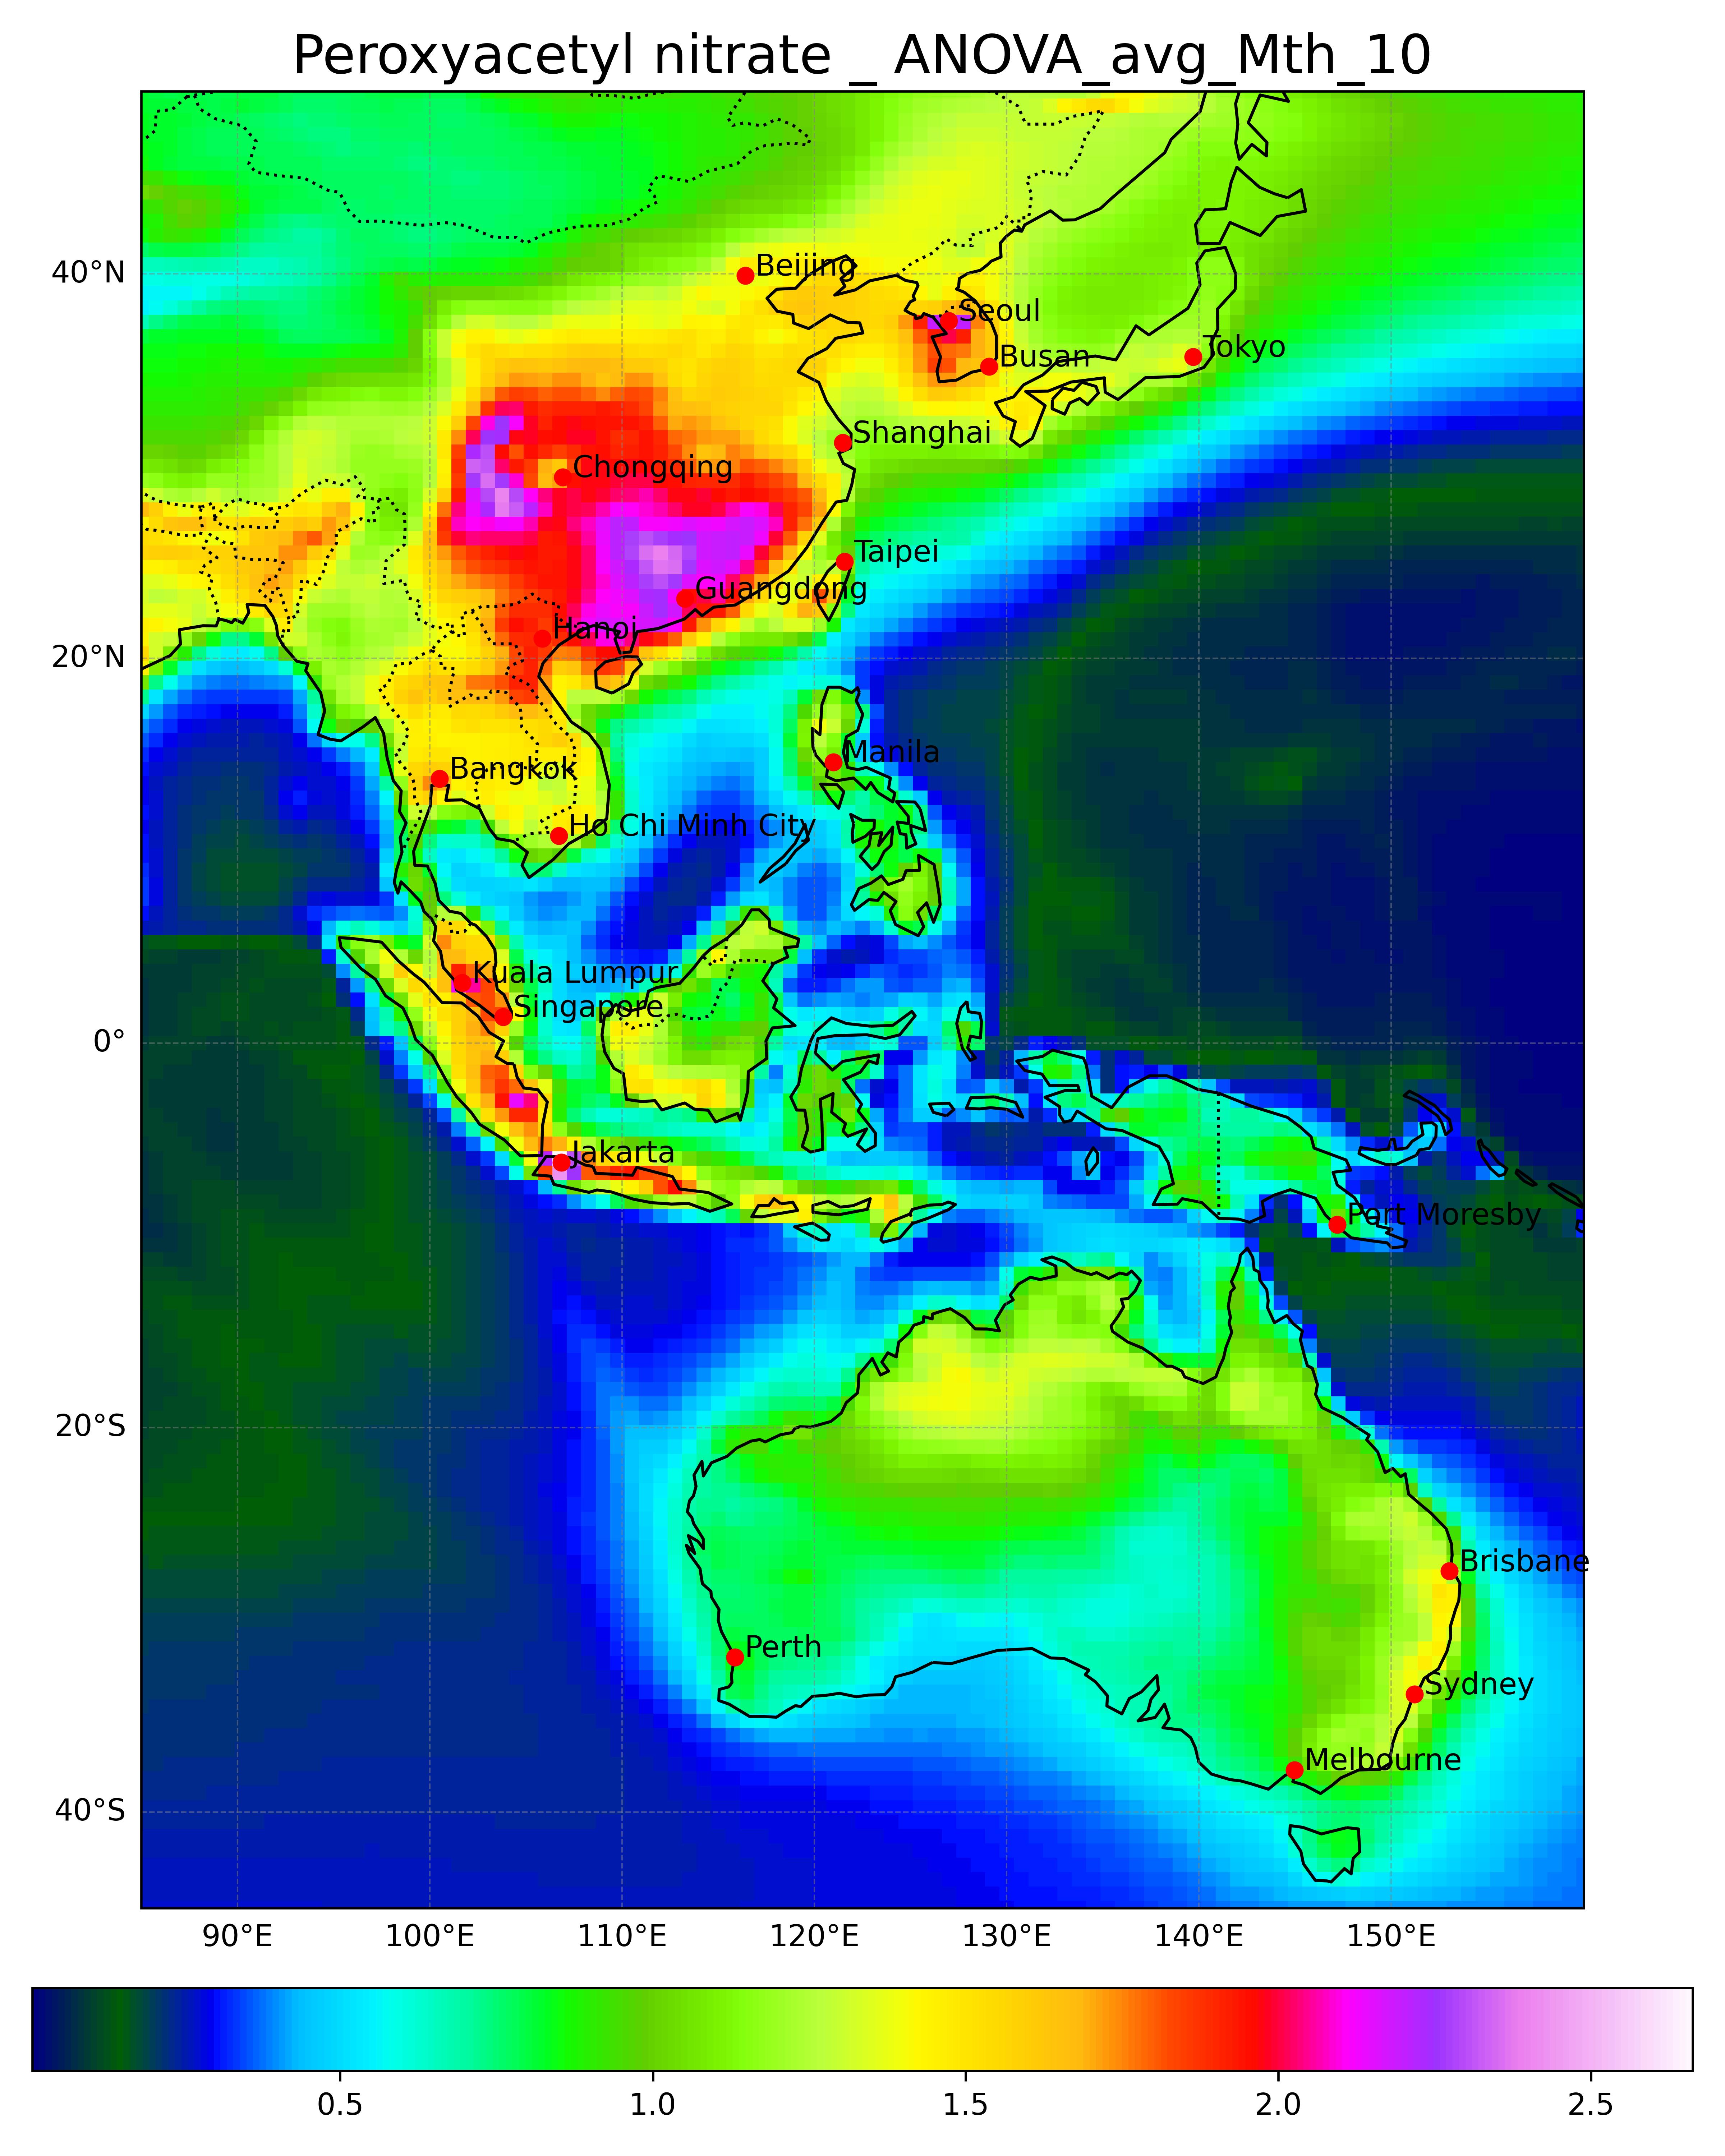 Peroxyacetyl nitrate _ ANOVA_avg_Mth_10
40°N
20°N
0°
20°S
40°S
Beijing
Seoul
Busan
Tokyo
Shanghai
Chongqing
Taipei
Guangdong
Hanoi
Manila
Bangkok
Ho Chi Minh City
Kuala Lumpur
Singapore
Jakarta
Port Moresby
Brisbane
Perth
Sydney
Melbourne
90°E 100°E 110°E 120°E 130°E 140°E 150°E
0.5 1.0 1.5 2.0 2.5